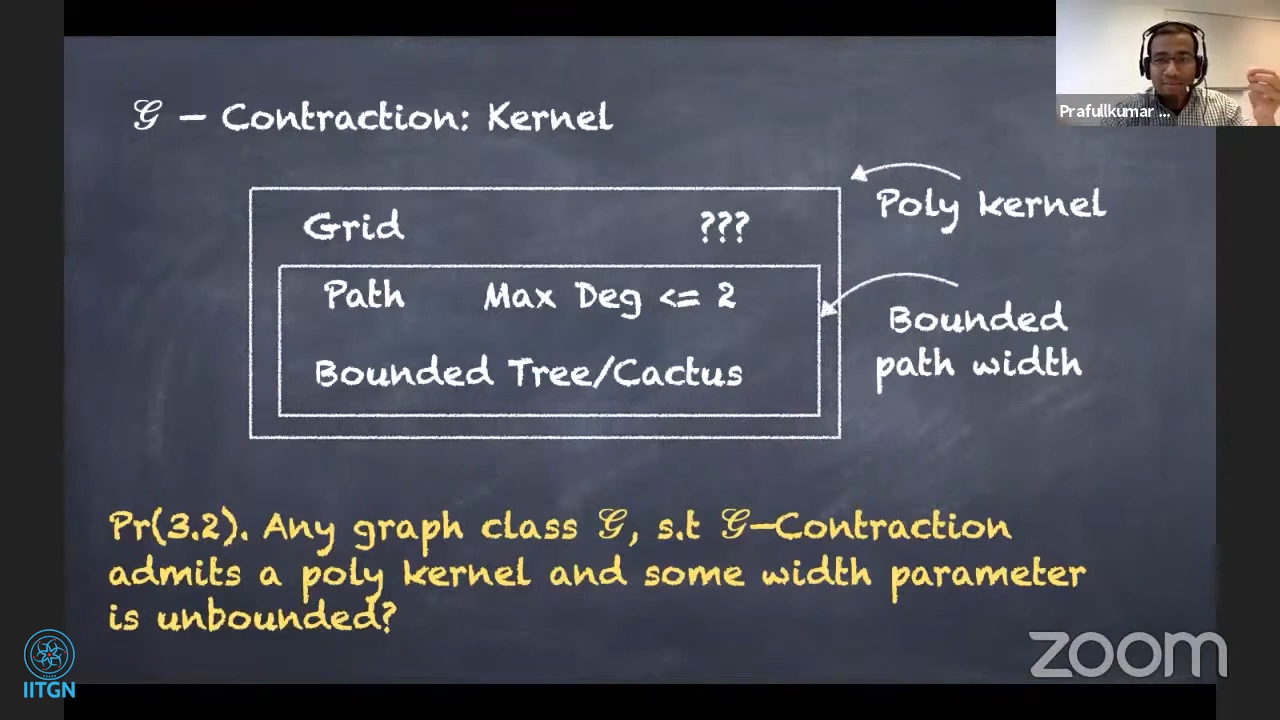 𝒢 – Contraction: Kernel
Prafullkumar ...
Grid ???
Poly kernel
Path Max Deg <= 2
Bounded
path width
Bounded Tree/Cactus
Pr(3.2). Any graph class 𝒢, s.t 𝒢–Contraction
admits a poly kernel and some width parameter
is unbounded?
zoom
IITGN